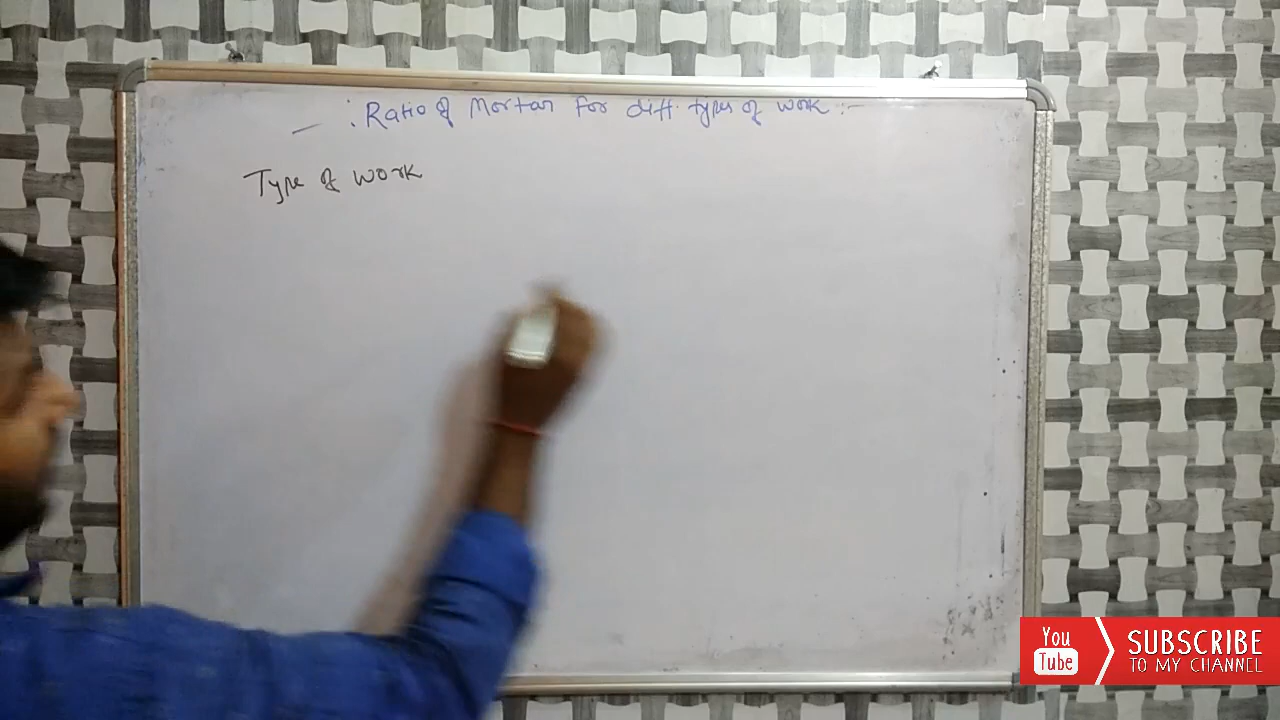 -: Ratio of Mortar For diff. types of work :-
Type of work
You
Tube
SUBSCRIBE
TO MY CHANNEL